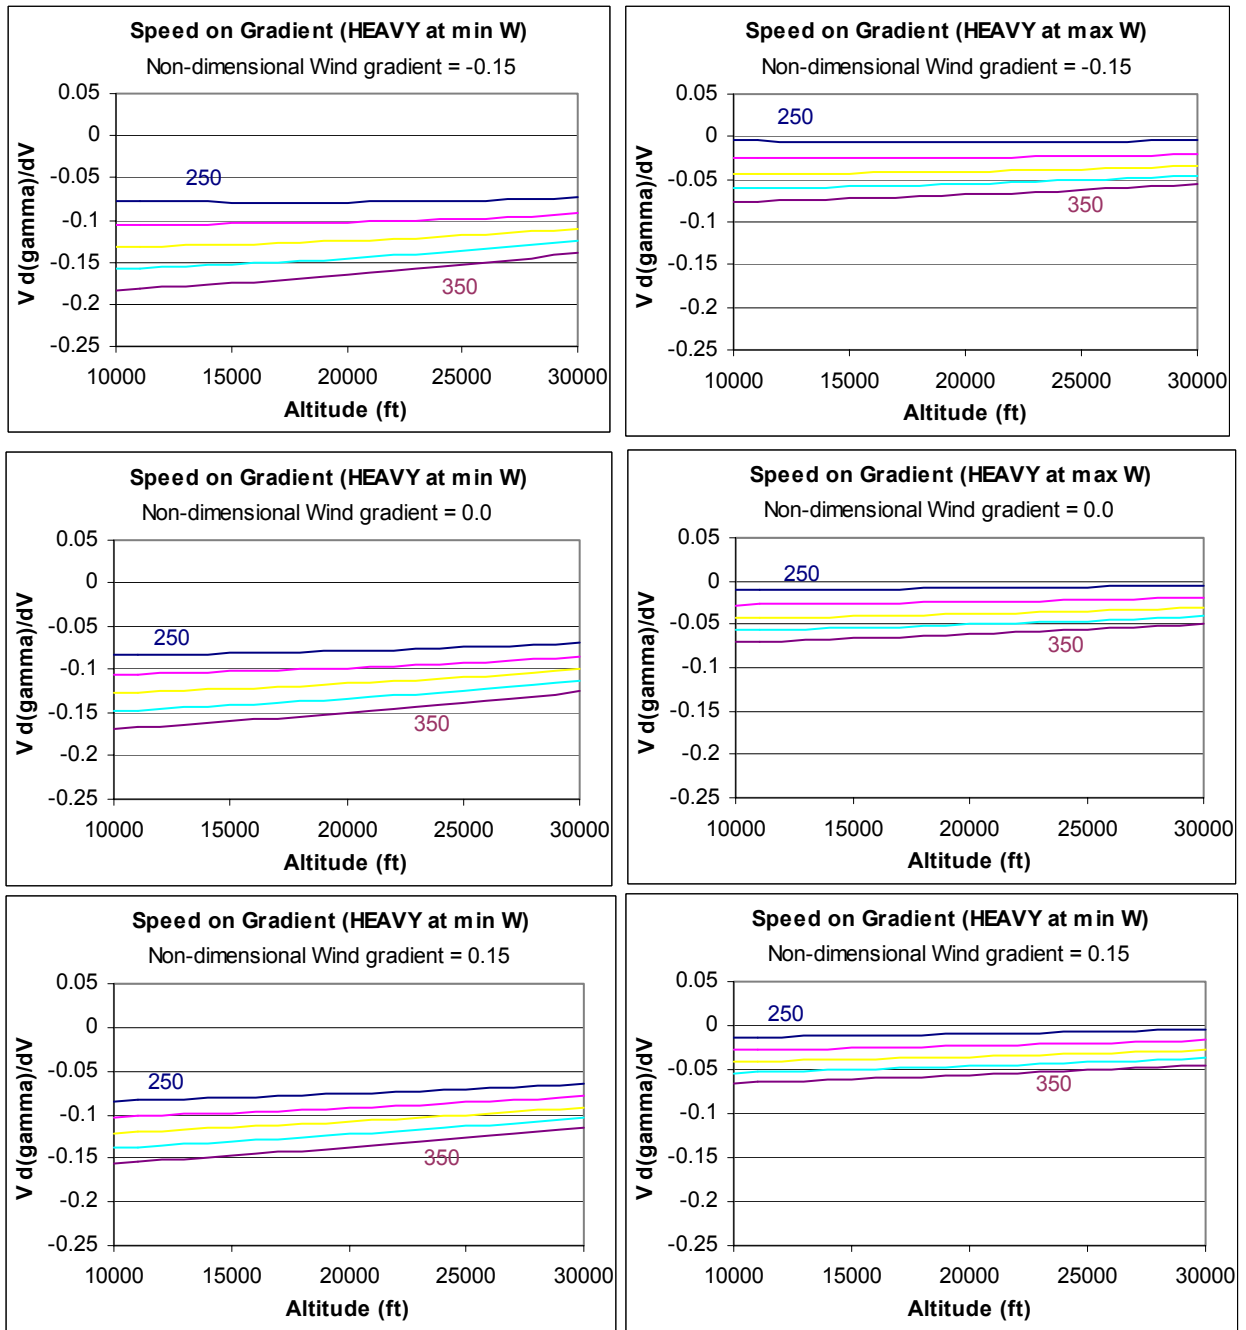 Speed on Gradient (HEAVY at min W)
Non-dimensional Wind gradient = -0.15
0.05
0
-0.05
-0.1
-0.15
-0.2
-0.25
V d(gamma)/dV
250
350
10000 15000 20000 25000 30000
Altitude (ft)
Speed on Gradient (HEAVY at max W)
Non-dimensional Wind gradient = -0.15
0.05
0
-0.05
-0.1
-0.15
-0.2
-0.25
V d(gamma)/dV
250
350
10000 15000 20000 25000 30000
Altitude (ft)
Speed on Gradient (HEAVY at min W)
Non-dimensional Wind gradient = 0.0
0.05
0
-0.05
-0.1
-0.15
-0.2
-0.25
V d(gamma)/dV
250
350
10000 15000 20000 25000 30000
Altitude (ft)
Speed on Gradient (HEAVY at max W)
Non-dimensional Wind gradient = 0.0
0.05
0
-0.05
-0.1
-0.15
-0.2
-0.25
V d(gamma)/dV
250
350
10000 15000 20000 25000 30000
Altitude (ft)
Speed on Gradient (HEAVY at min W)
Non-dimensional Wind gradient = 0.15
0.05
0
-0.05
-0.1
-0.15
-0.2
-0.25
V d(gamma)/dV
250
350
10000 15000 20000 25000 30000
Altitude (ft)
Speed on Gradient (HEAVY at min W)
Non-dimensional Wind gradient = 0.15
0.05
0
-0.05
-0.1
-0.15
-0.2
-0.25
V d(gamma)/dV
250
350
10000 15000 20000 25000 30000
Altitude (ft)